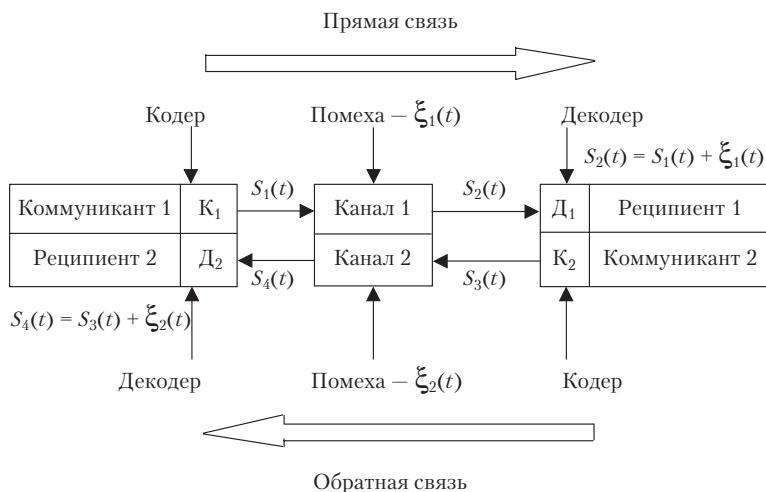 Прямая связь
Кодер
Помеха – ξ₁(t)
Декодер
S₂(t) = S₁(t) + ξ₁(t)
Коммуникант 1
К₁
S₁(t)
Канал 1
S₂(t)
Д₁
Реципиент 1
Реципиент 2
Д₂
S₄(t)
Канал 2
S₃(t)
К₂
Коммуникант 2
S₄(t) = S₃(t) + ξ₂(t)
Декодер
Помеха – ξ₂(t)
Кодер
Обратная связь